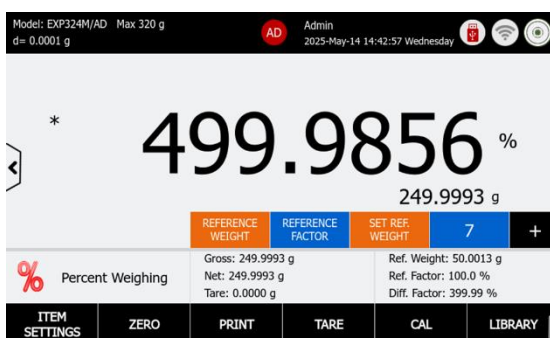 Model: EXP324M/AD Max 320 g
d= 0.0001 g
AD
Admin
2025-May-14 14:42:57 Wednesday
*
499.9856 %
249.9993 g
REFERENCE WEIGHT
REFERENCE FACTOR
SET REF. WEIGHT
7
+
% Percent Weighing
Gross: 249.9993 g
Net: 249.9993 g
Tare: 0.0000 g
Ref. Weight: 50.0013 g
Ref. Factor: 100.0 %
Diff. Factor: 399.99 %
ITEM SETTINGS
ZERO
PRINT
TARE
CAL
LIBRARY